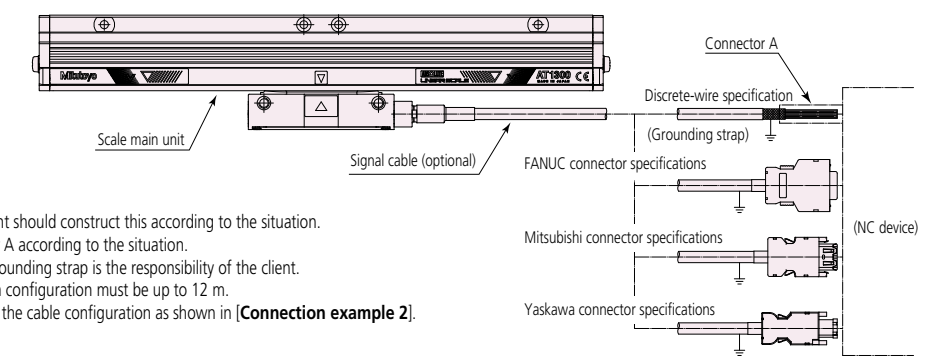 Connector A
Mitutoyo
AT1300
Discrete-wire specification
Scale main unit
(Grounding strap)
Signal cable (optional)
FANUC connector specifications
nt should construct this according to the situation.
A according to the situation.
(NC device)
ounding strap is the responsibility of the client.
Mitsubishi connector specifications
configuration must be up to 12 m.
the cable configuration as shown in [Connection example 2].
Yaskawa connector specifications